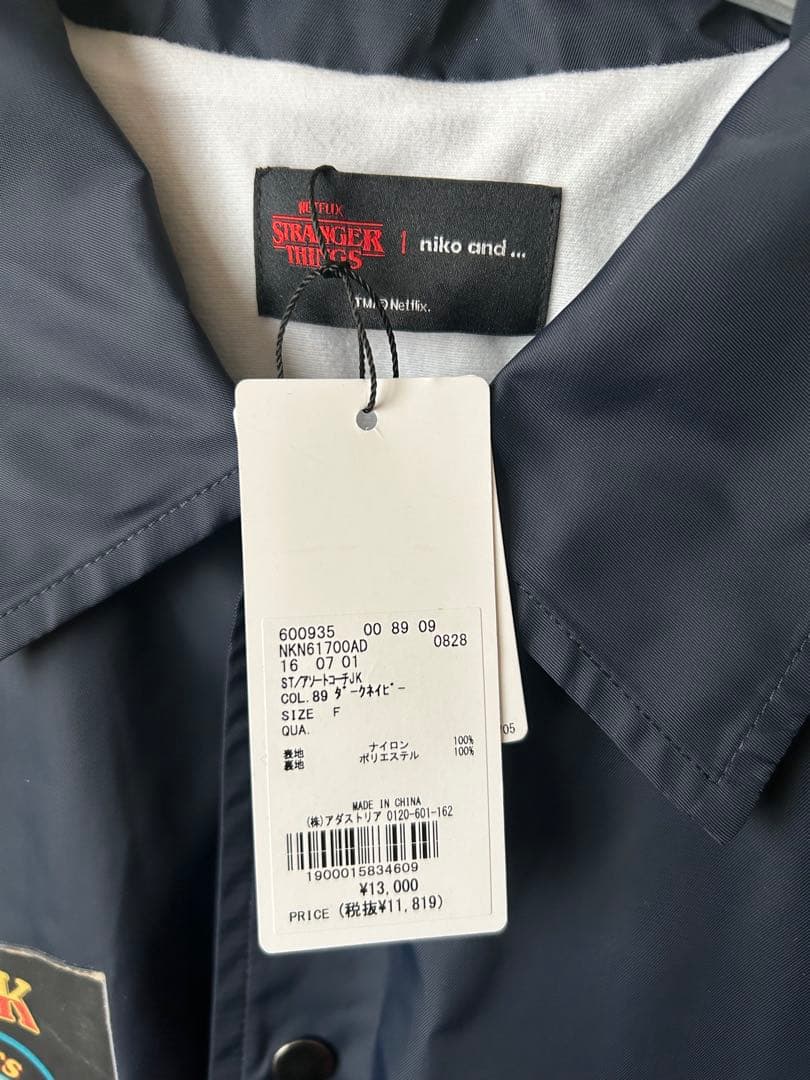 NETFLIX
STRANGER
THINGS
niko and ...
TM/©Netflix.
600935 00 89 09
NKN61700AD 0828
16 07 01
ST/ｱｿｰﾄｺｰﾁJK
COL.89 ﾀﾞｰｸﾈｲﾋﾞｰ
SIZE F
QUA.
表地 ナイロン 100%
裏地 ポリエステル 100%
MADE IN CHINA
(株)アダストリア 0120-601-162
1900015834609
¥13,000
PRICE (税抜¥11,819)
05
K